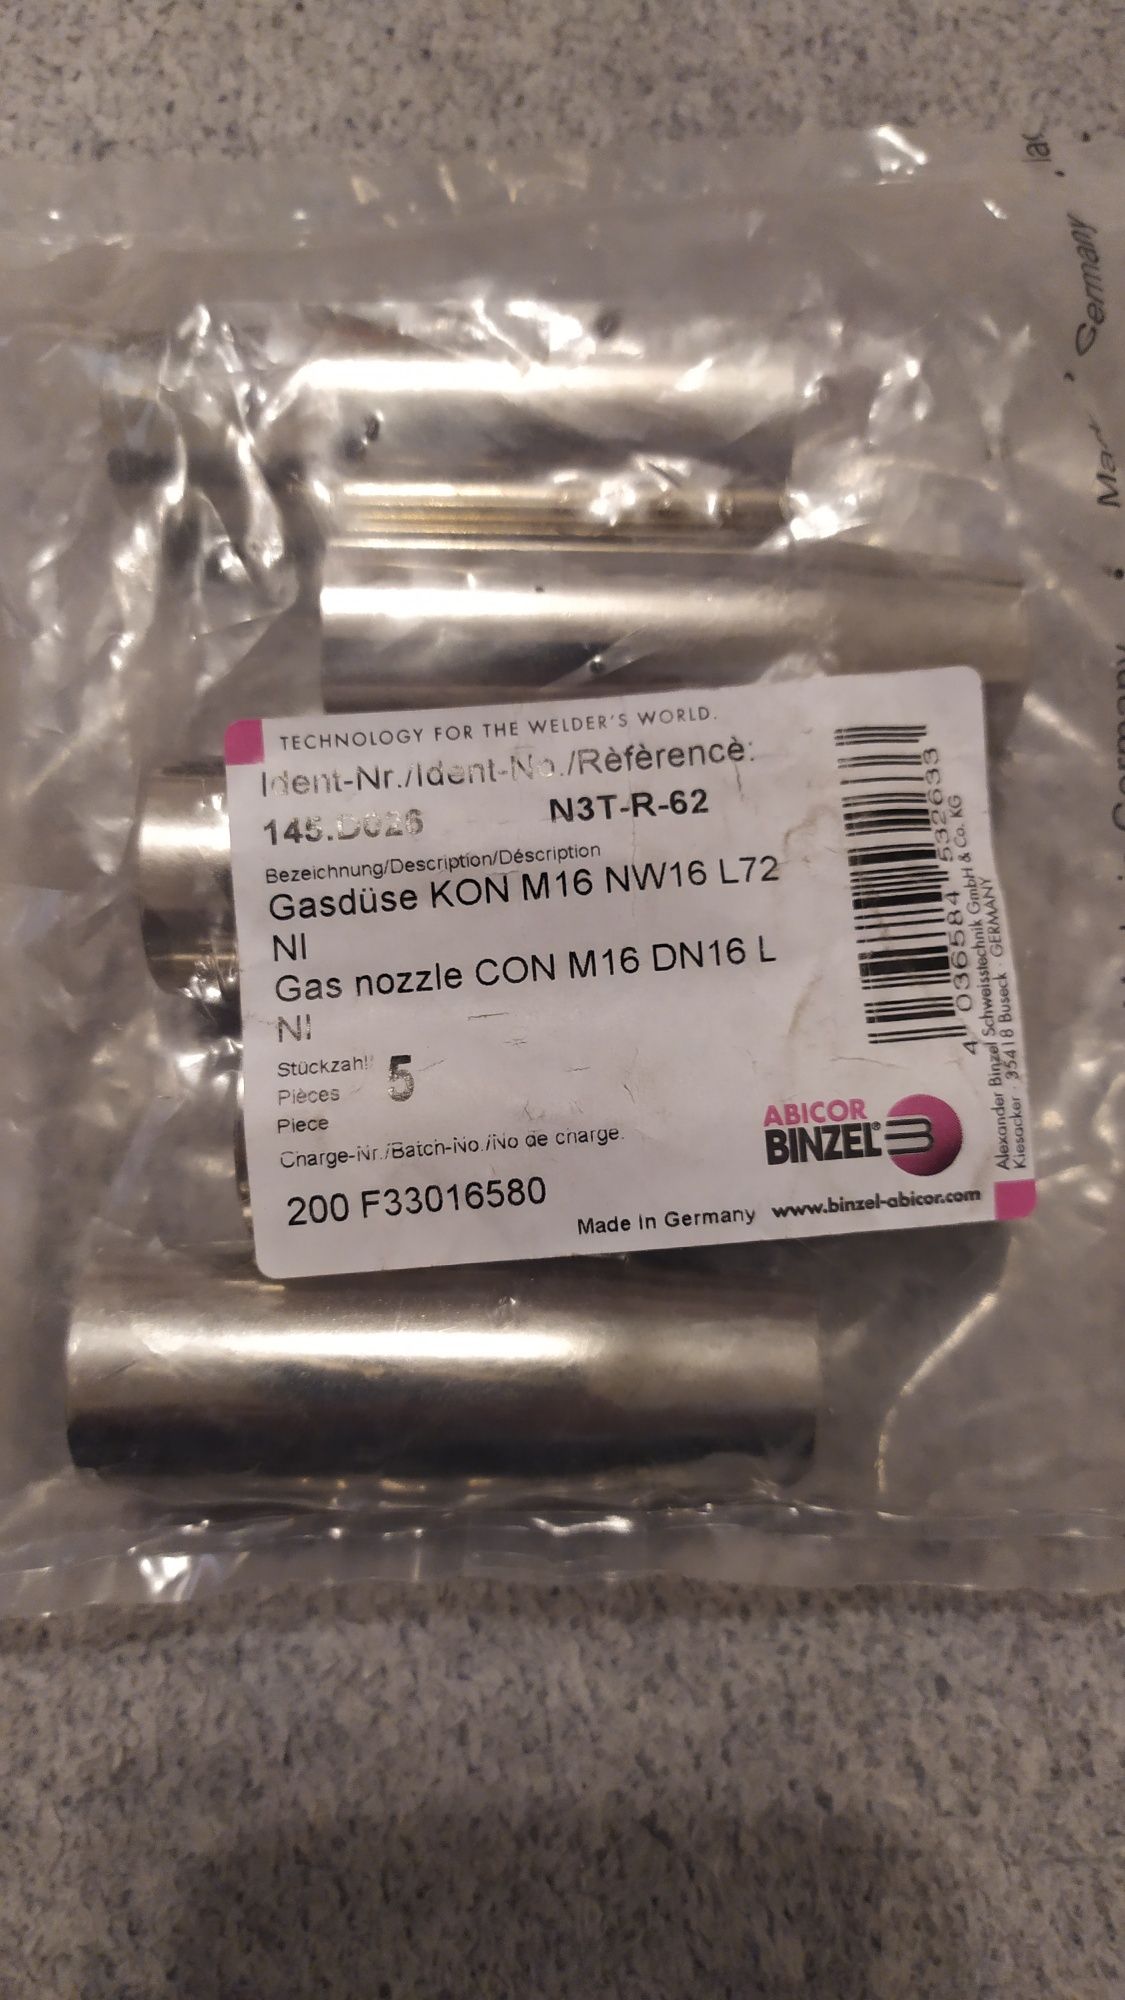 TECHNOLOGY FOR THE WELDER'S WORLD.
Ident-Nr./Ident-No./Rèfèrencè:
145.D026 N3T-R-62
Bezeichnung/Description/Déscription
Gasdüse KON M16 NW16 L72
NI
Gas nozzle CON M16 DN16 L
NI
Stückzahl
Pièces 5
Piece
Charge-Nr./Batch-No./No de charge.
200 F33016580
Made in Germany www.binzel-abicor.com
ABICOR
BINZEL®
4 036584 532633
Alexander Binzel Schweisstechnik GmbH & Co. KG
Kiesacker · 35418 Buseck · GERMANY
Germany
Germany